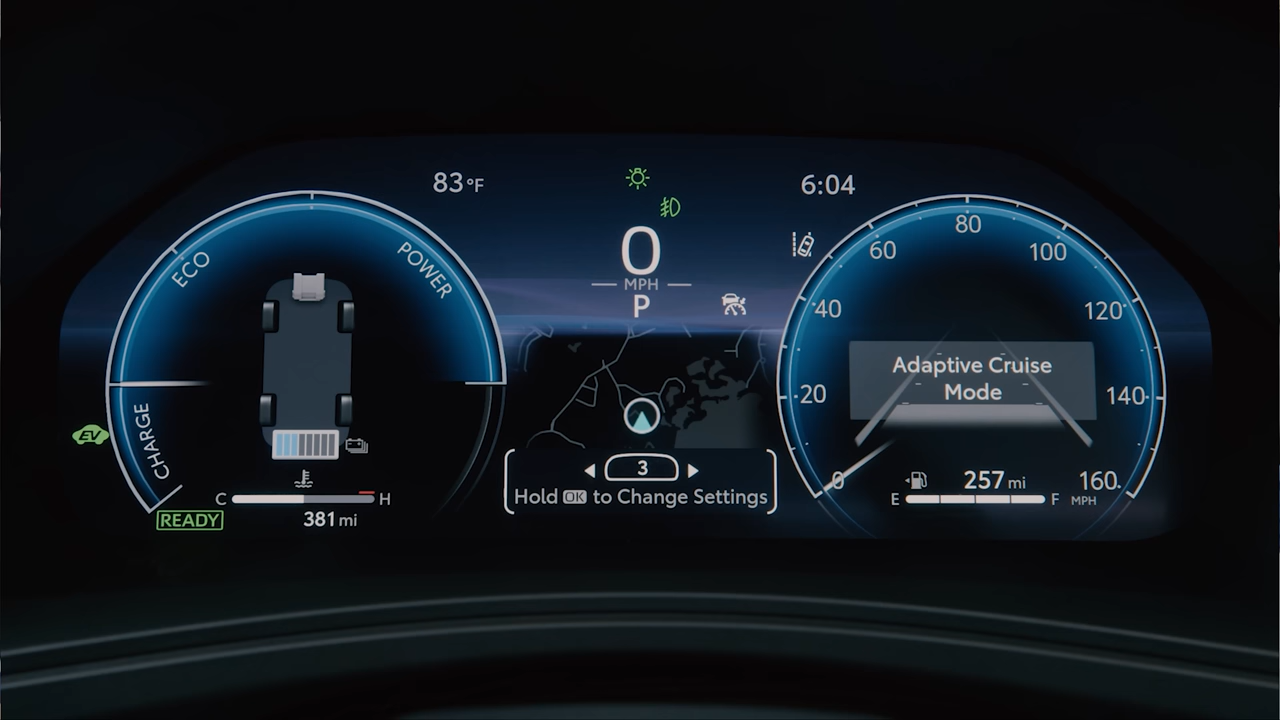 83°F
6:04
0
MPH
P
ECO
POWER
CHARGE
EV
READY
C
H
381 mi
3
Hold OK to Change Settings
0
20
40
60
80
100
120
140
160
MPH
Adaptive Cruise
Mode
257 mi
E
F